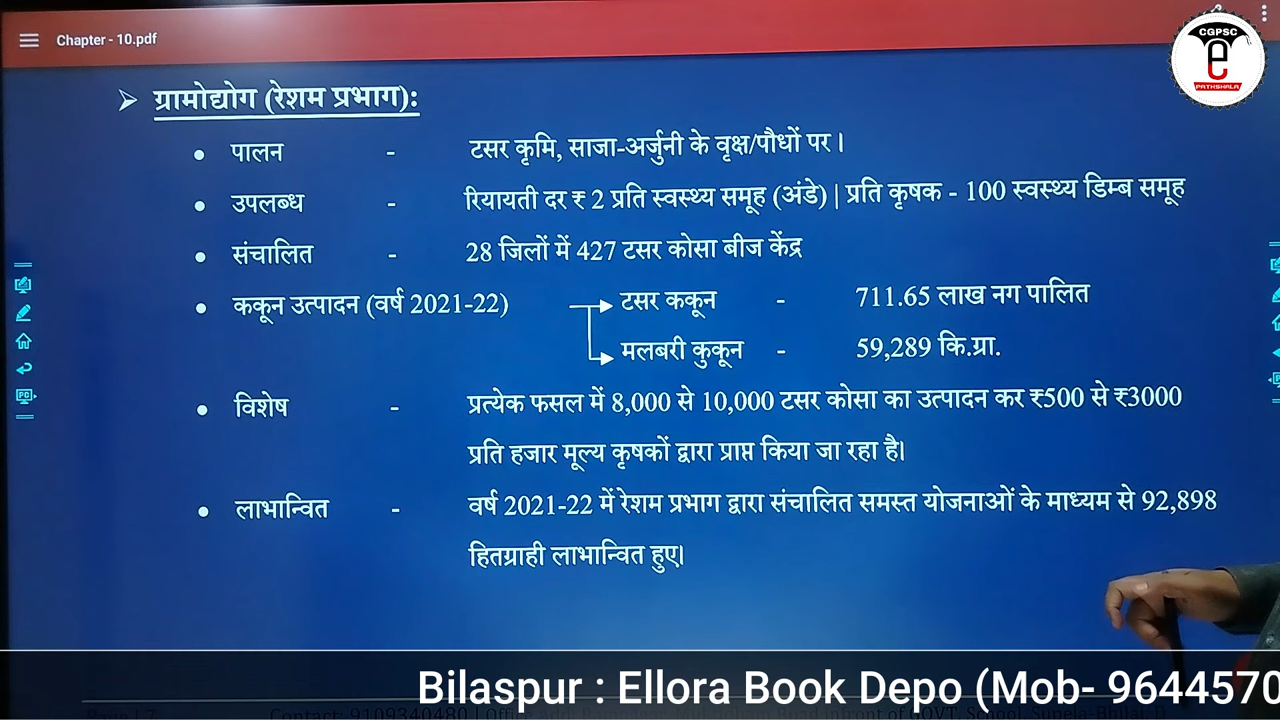 Chapter - 10.pdf
CGPSC
PATHSHALA
➤ ग्रामोद्योग (रेशम प्रभाग):
• पालन - टसर कृमि, साजा-अर्जुनी के वृक्ष/पौधों पर।
• उपलब्ध - रियायती दर ₹ 2 प्रति स्वस्थ्य समूह (अंडे) | प्रति कृषक - 100 स्वस्थ्य डिम्ब समूह
• संचालित - 28 जिलों में 427 टसर कोसा बीज केंद्र
• ककून उत्पादन (वर्ष 2021-22) टसर ककून - 711.65 लाख नग पालित
मलबरी कुकून - 59,289 कि.ग्रा.
• विशेष - प्रत्येक फसल में 8,000 से 10,000 टसर कोसा का उत्पादन कर ₹500 से ₹3000
प्रति हजार मूल्य कृषकों द्वारा प्राप्त किया जा रहा है।
• लाभान्वित - वर्ष 2021-22 में रेशम प्रभाग द्वारा संचालित समस्त योजनाओं के माध्यम से 92,898
हितग्राही लाभान्वित हुए।
Bilaspur : Ellora Book Depo (Mob- 9644570
Contact: 9109340480